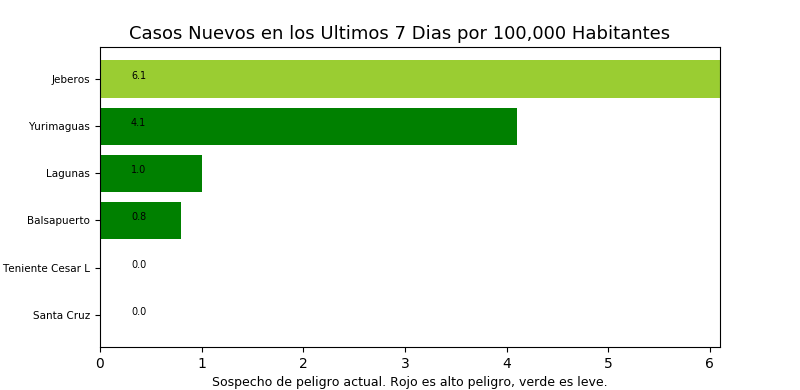 Casos Nuevos en los Ultimos 7 Dias por 100,000 Habitantes
Jeberos 6.1
Yurimaguas 4.1
Lagunas 1.0
Balsapuerto 0.8
Teniente Cesar L 0.0
Santa Cruz 0.0
0 1 2 3 4 5 6
Sospecho de peligro actual. Rojo es alto peligro, verde es leve.